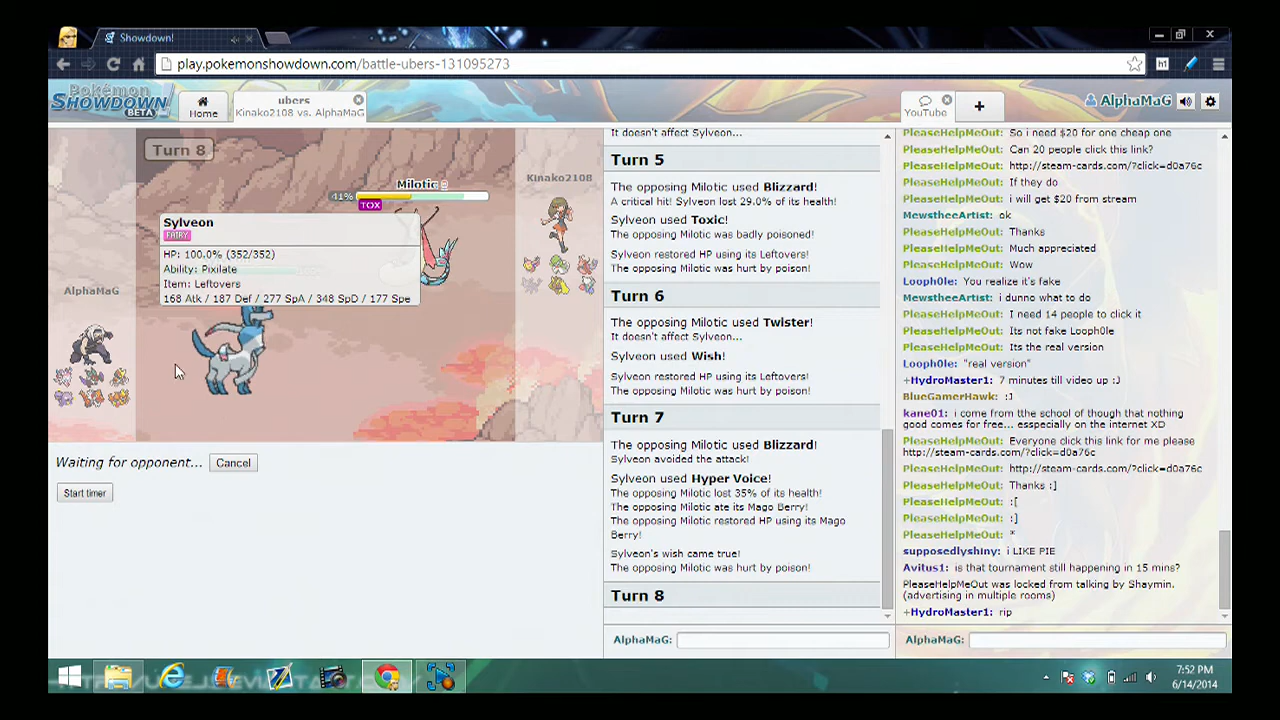 Showdown!
play.pokemonshowdown.com/battle-ubers-131095273
Pokémon
SHOWDOWN
BETA
Home
ubers
Kinako2108 vs. AlphaMaG
YouTube
+
AlphaMaG
Turn 8
Milotic
41%
TOX
Kinako2108
Sylveon
FAIRY
HP: 100.0% (352/352)
Ability: Pixilate
Item: Leftovers
168 Atk / 187 Def / 277 SpA / 348 SpD / 177 Spe
AlphaMaG
Waiting for opponent... Cancel
Start timer
It doesn't affect Sylveon...
Turn 5
The opposing Milotic used Blizzard!
A critical hit! Sylveon lost 29.0% of its health!
Sylveon used Toxic!
The opposing Milotic was badly poisoned!
Sylveon restored HP using its Leftovers!
The opposing Milotic was hurt by poison!
Turn 6
The opposing Milotic used Twister!
It doesn't affect Sylveon...
Sylveon used Wish!
Sylveon restored HP using its Leftovers!
The opposing Milotic was hurt by poison!
Turn 7
The opposing Milotic used Blizzard!
Sylveon avoided the attack!
Sylveon used Hyper Voice!
The opposing Milotic lost 35% of its health!
The opposing Milotic ate its Mago Berry!
The opposing Milotic restored HP using its Mago
Berry!
Sylveon's wish came true!
The opposing Milotic was hurt by poison!
Turn 8
AlphaMaG:
PleaseHelpMeOut: So i need $20 for one cheap one
PleaseHelpMeOut: Can 20 people click this link?
PleaseHelpMeOut: http://steam-cards.com/?click=d0a76c
PleaseHelpMeOut: If they do
PleaseHelpMeOut: i will get $20 from stream
MewstheeArtist: ok
PleaseHelpMeOut: Thanks
PleaseHelpMeOut: Much appreciated
PleaseHelpMeOut: Wow
Looph0le: You realize it's fake
MewstheeArtist: i dunno what to do
PleaseHelpMeOut: I need 14 people to click it
PleaseHelpMeOut: Its not fake Looph0le
PleaseHelpMeOut: Its the real version
Looph0le: "real version"
+HydroMaster1: 7 minutes till video up :J
BlueGamerHawk: :J
kane01: i come from tthe school of though that nothing
good comes for free... esspecially on the internet XD
PleaseHelpMeOut: Everyone click this link for me please
http://steam-cards.com/?click=d0a76c
PleaseHelpMeOut: http://steam-cards.com/?click=d0a76c
PleaseHelpMeOut: Thanks :]
PleaseHelpMeOut: :[
PleaseHelpMeOut: :]
PleaseHelpMeOut: *
supposedlyshiny: i LIKE PIE
Avitus1: is that tournament still happening in 15 mins?
PleaseHelpMeOut was locked from talking by Shaymin.
(advertising in multiple rooms)
+HydroMaster1: rip
AlphaMaG:
7:52 PM
6/14/2014